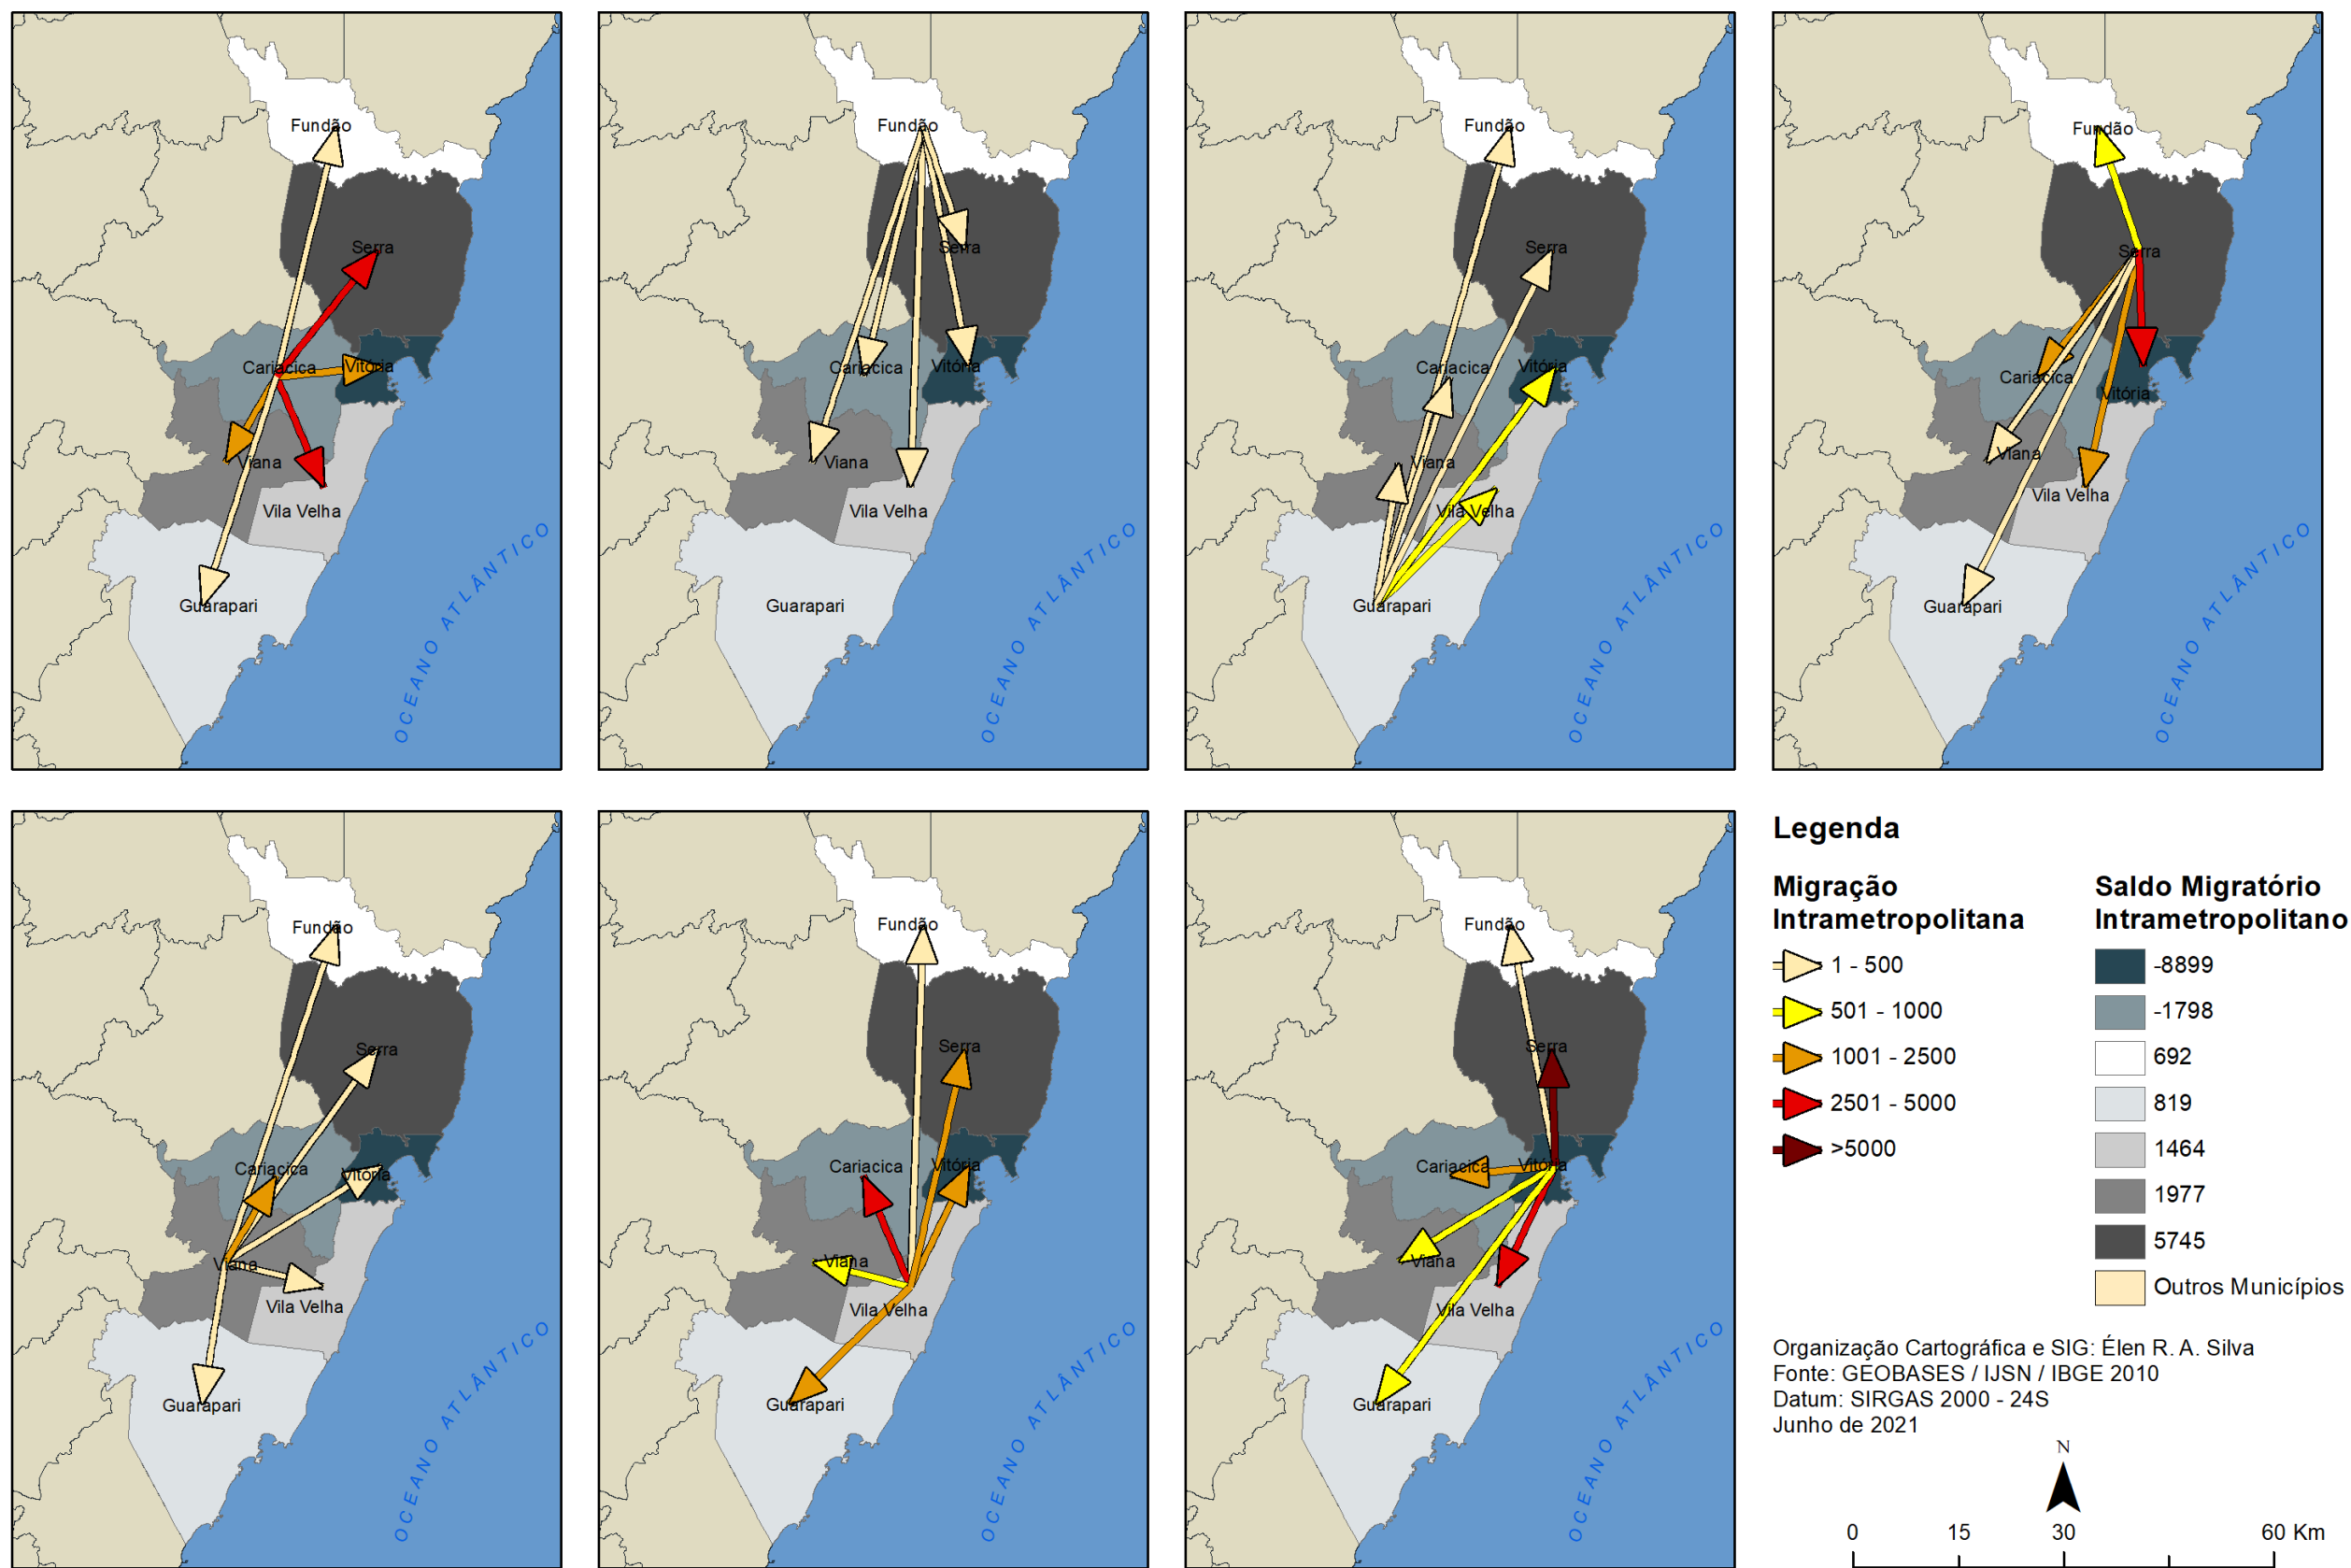 Fundão
Serra
Cariacica
Vitória
Viana
Vila Velha
Guarapari
OCEANO ATLÂNTICO
Fundão
Serra
Cariacica
Vitória
Viana
Vila Velha
Guarapari
OCEANO ATLÂNTICO
Fundão
Serra
Cariacica
Vitória
Viana
Vila Velha
Guarapari
OCEANO ATLÂNTICO
Fundão
Serra
Cariacica
Vitória
Viana
Vila Velha
Guarapari
OCEANO ATLÂNTICO
Fundão
Serra
Cariacica
Vitória
Viana
Vila Velha
Guarapari
OCEANO ATLÂNTICO
Fundão
Serra
Cariacica
Vitória
Viana
Vila Velha
Guarapari
OCEANO ATLÂNTICO
Fundão
Serra
Cariacica
Vitória
Viana
Vila Velha
Guarapari
OCEANO ATLÂNTICO
Legenda
Migração
Intrametropolitana
1 - 500
501 - 1000
1001 - 2500
2501 - 5000
>5000
Saldo Migratório
Intrametropolitano
-8899
-1798
692
819
1464
1977
5745
Outros Municípios
Organização Cartográfica e SIG: Élen R. A. Silva
Fonte: GEOBASES / IJSN / IBGE 2010
Datum: SIRGAS 2000 - 24S
Junho de 2021
N
0 15 30 60 Km